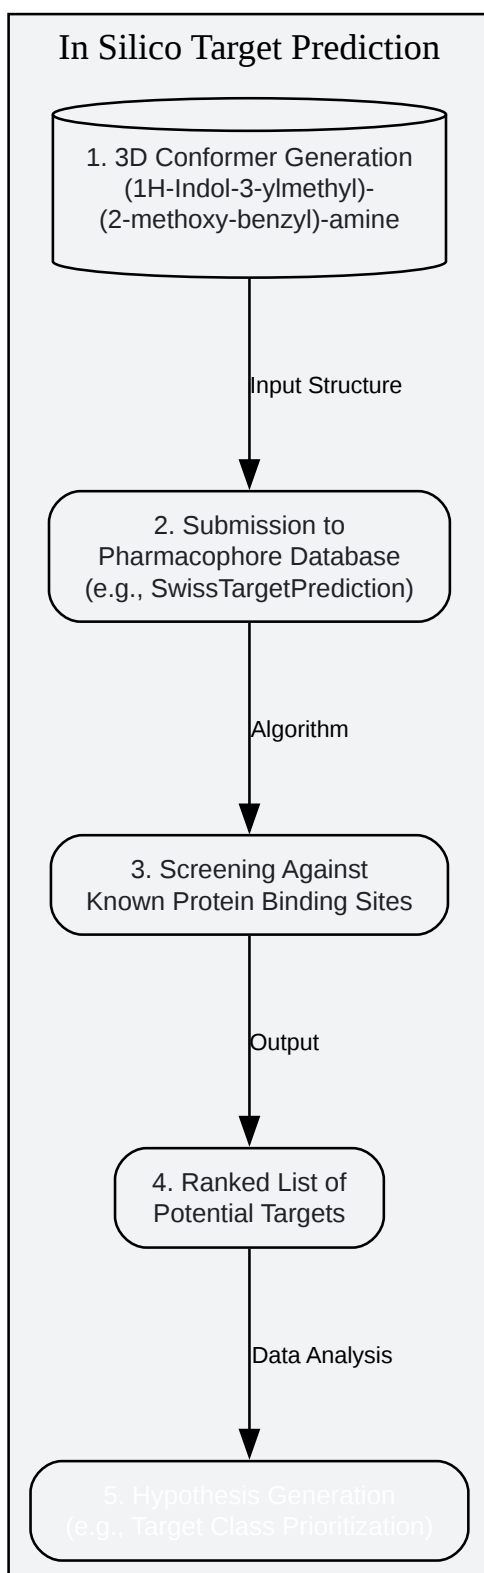 In Silico Target Prediction
1. 3D Conformer Generation
(1H-Indol-3-ylmethyl)-
(2-methoxy-benzyl)-amine
Input Structure
2. Submission to
Pharmacophore Database
(e.g., SwissTargetPrediction)
Algorithm
3. Screening Against
Known Protein Binding Sites
Output
4. Ranked List of
Potential Targets
Data Analysis
5. Hypothesis Generation
(e.g., Target Class Prioritization)